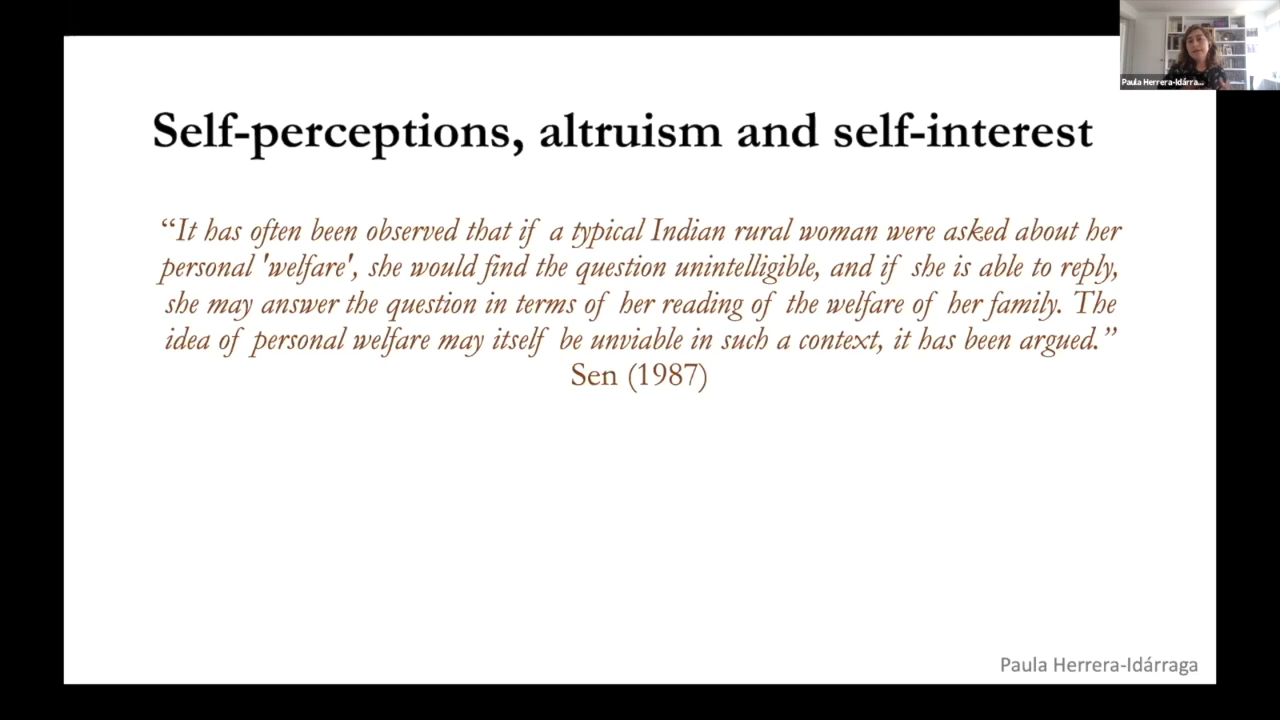 Paula Herrera-Idárra...
Self-perceptions, altruism and self-interest
“It has often been observed that if a typical Indian rural woman were asked about her
personal 'welfare', she would find the question unintelligible, and if she is able to reply,
she may answer the question in terms of her reading of the welfare of her family. The
idea of personal welfare may itself be unviable in such a context, it has been argued.”
Sen (1987)
Paula Herrera-Idárraga